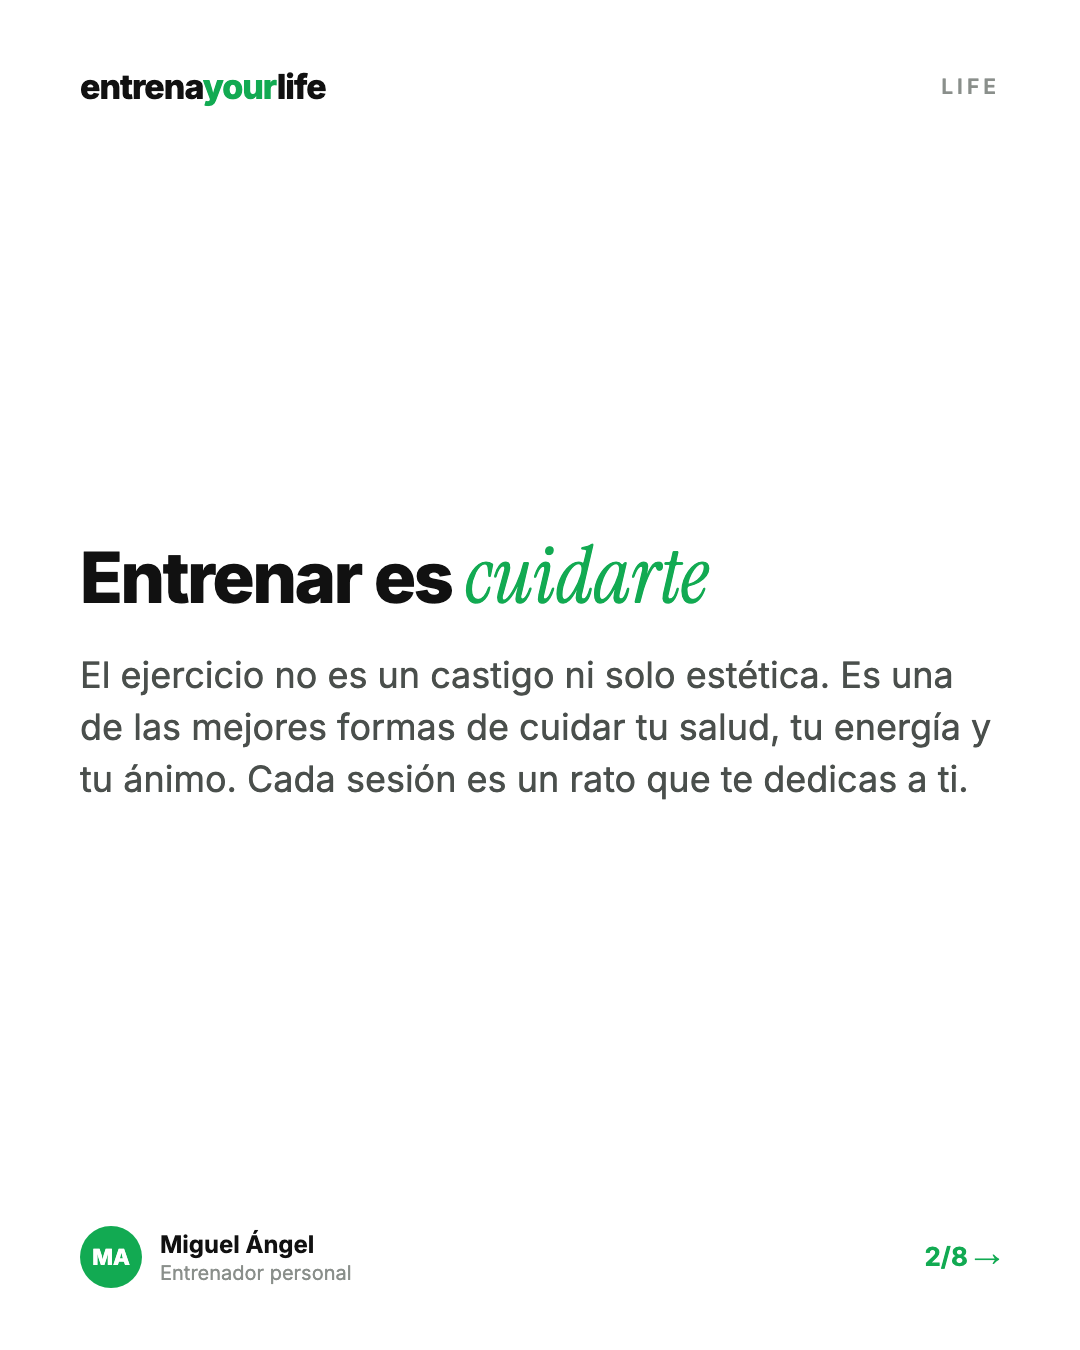 entrenayourlife
LIFE
Entrenar es cuidarte
El ejercicio no es un castigo ni solo estética. Es una
de las mejores formas de cuidar tu salud, tu energía y
tu ánimo. Cada sesión es un rato que te dedicas a ti.
MA
Miguel Ángel
Entrenador personal
2/8 →